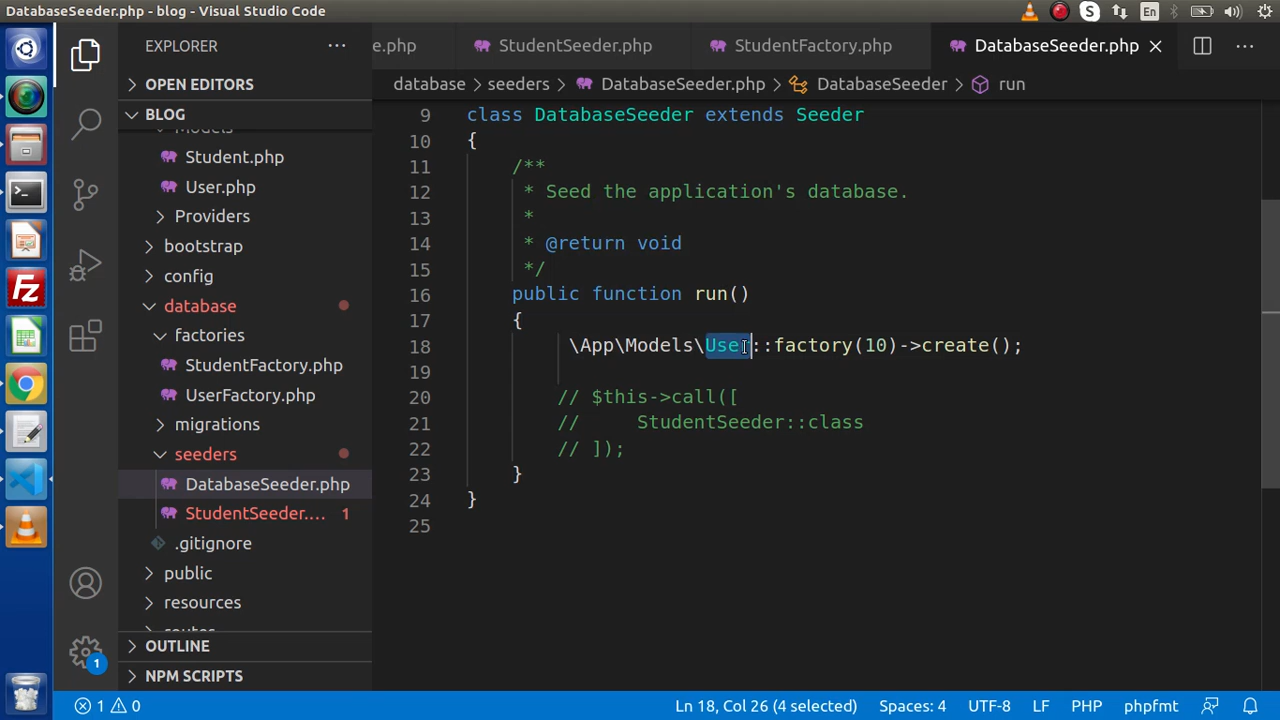 DatabaseSeeder.php - blog - Visual Studio Code
En
EXPLORER
OPEN EDITORS
BLOG
Models
Student.php
User.php
Providers
bootstrap
config
database
factories
StudentFactory.php
UserFactory.php
migrations
seeders
DatabaseSeeder.php
StudentSeeder.... 1
.gitignore
public
resources
routes
OUTLINE
NPM SCRIPTS
e.php StudentSeeder.php StudentFactory.php DatabaseSeeder.php
database > seeders > DatabaseSeeder.php > DatabaseSeeder > run
9 class DatabaseSeeder extends Seeder
10 {
11 /**
12 * Seed the application's database.
13 *
14 * @return void
15 */
16 public function run()
17 {
18 \App\Models\User::factory(10)->create();
19
20 // $this->call([
21 // StudentSeeder::class
22 // ]);
23 }
24 }
25
1
1 0 Ln 18, Col 26 (4 selected) Spaces: 4 UTF-8 LF PHP phpfmt